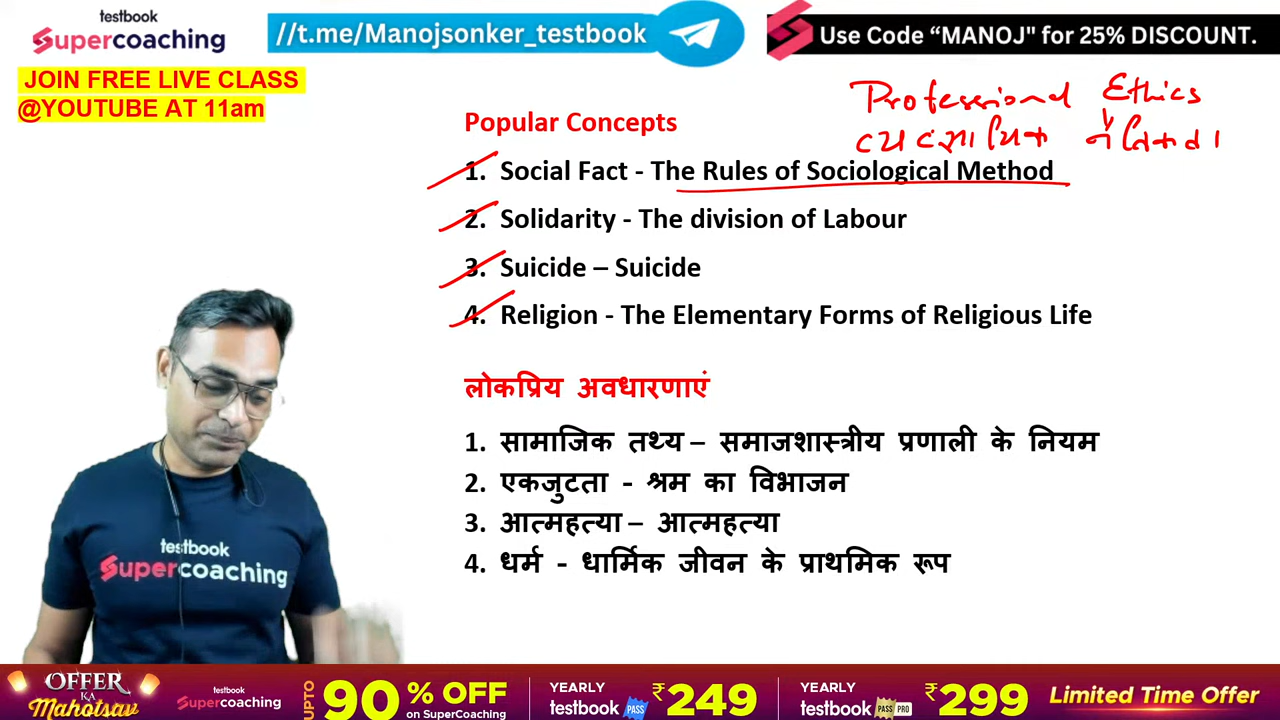 testbook
Supercoaching
//t.me/Manojsonker_testbook
Use Code “MANOJ" for 25% DISCOUNT.
JOIN FREE LIVE CLASS
@YOUTUBE AT 11am
Professional Ethics
व्यावसायिक नैतिकता
Popular Concepts
1. Social Fact - The Rules of Sociological Method
2. Solidarity - The division of Labour
3. Suicide – Suicide
4. Religion - The Elementary Forms of Religious Life
लोकप्रिय अवधारणाएं
1. सामाजिक तथ्य – समाजशास्त्रीय प्रणाली के नियम
2. एकजुटता - श्रम का विभाजन
3. आत्महत्या – आत्महत्या
4. धर्म - धार्मिक जीवन के प्राथमिक रूप
testbook
Supercoaching
OFFER
KA
Mahotsav
testbook
Supercoaching
UPTO
90% OFF
on SuperCoaching
YEARLY
testbook PASS
₹249
YEARLY
testbook PASS PRO
₹299
Limited Time Offer